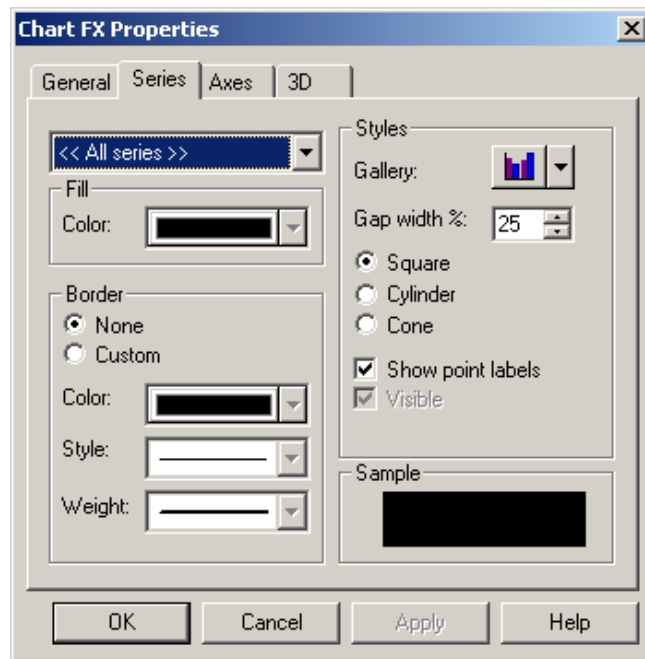 Chart FX Properties
General
Series
Axes
3D
<< All series >>
Fill
Color:
Border
None
Custom
Color:
Style:
Weight:
Styles
Gallery:
Gap width %:
25
Square
Cylinder
Cone
Show point labels
Visible
Sample
OK
Cancel
Apply
Help